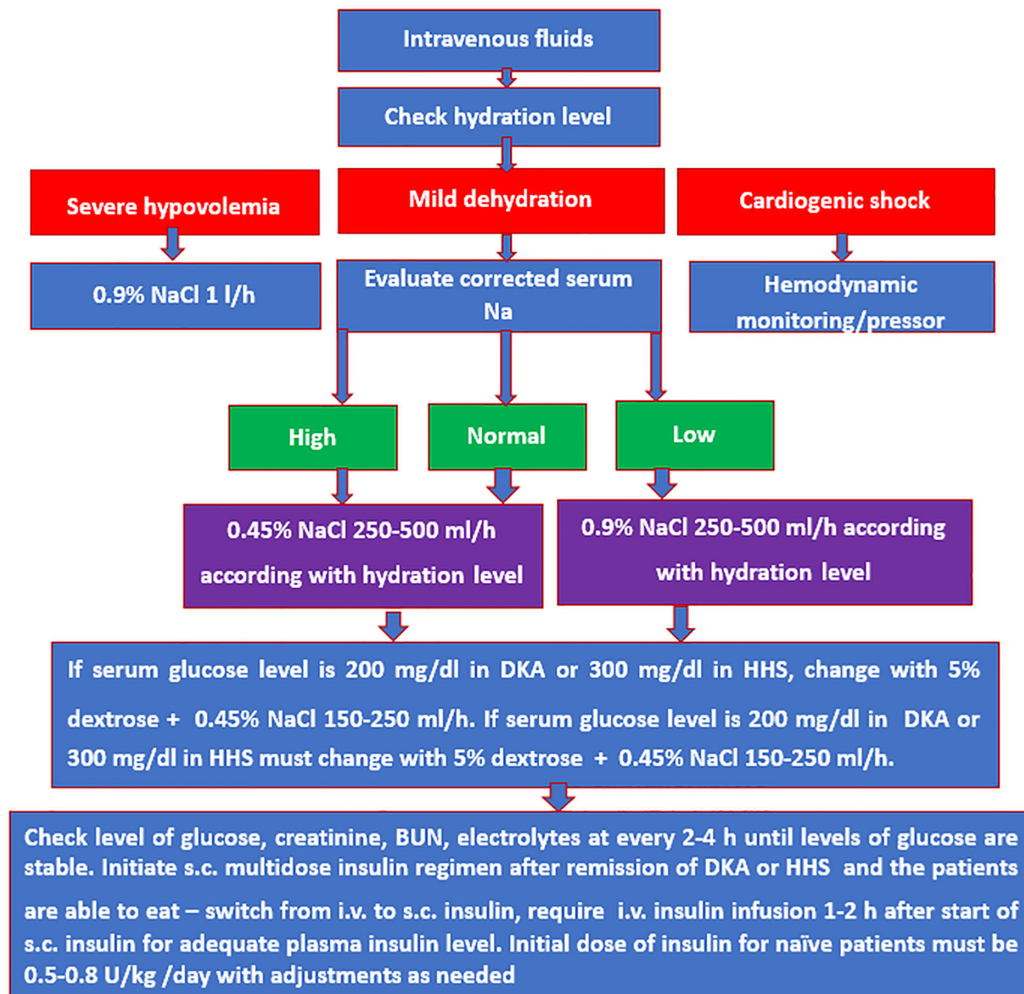 Intravenous fluids
Check hydration level
Severe hypovolemia
Mild dehydration
Cardiogenic shock
0.9% NaCl 1 l/h
Evaluate corrected serum
Na
Hemodynamic
monitoring/pressor
High
Normal
Low
0.45% NaCl 250-500 ml/h
according with hydration level
0.9% NaCl 250-500 ml/h according
with hydration level
If serum glucose level is 200 mg/dl in DKA or 300 mg/dl in HHS, change with 5%
dextrose + 0.45% NaCl 150-250 ml/h. If serum glucose level is 200 mg/dl in DKA or
300 mg/dl in HHS must change with 5% dextrose + 0.45% NaCl 150-250 ml/h.
Check level of glucose, creatinine, BUN, electrolytes at every 2-4 h until levels of glucose are
stable. Initiate s.c. multidose insulin regimen after remission of DKA or HHS and the patients
are able to eat – switch from i.v. to s.c. insulin, require i.v. insulin infusion 1-2 h after start of
s.c. insulin for adequate plasma insulin level. Initial dose of insulin for naïve patients must be
0.5-0.8 U/kg /day with adjustments as needed